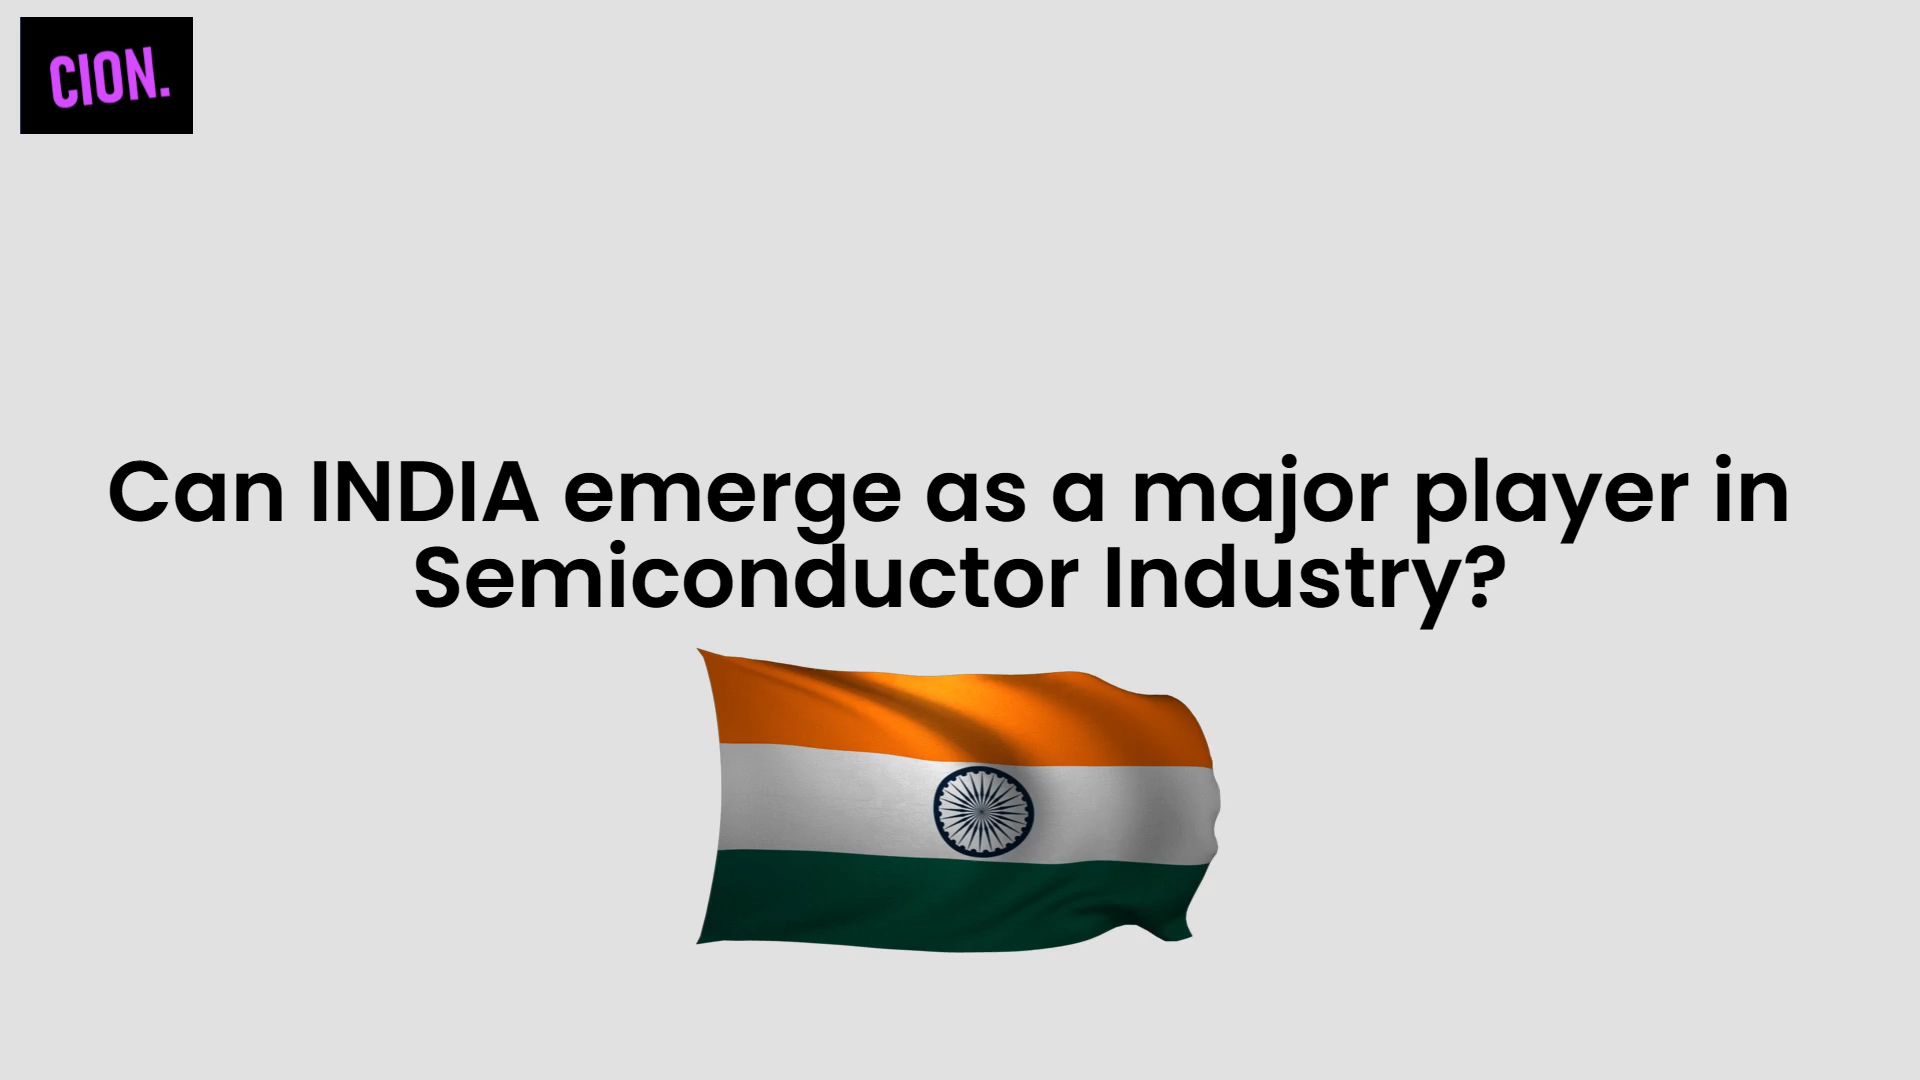 CION.
Can INDIA emerge as a major player in
Semiconductor Industry?